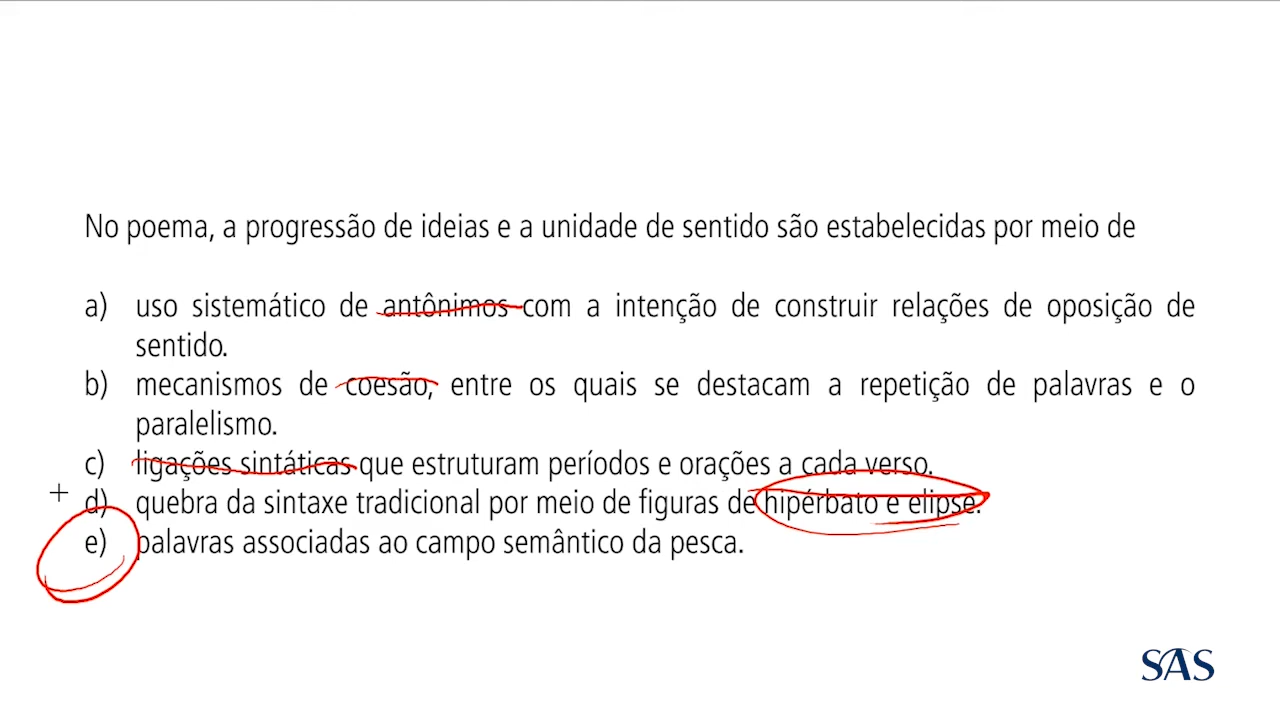 No poema, a progressão de ideias e a unidade de sentido são estabelecidas por meio de
a) uso sistemático de antônimos com a intenção de construir relações de oposição de
sentido.
b) mecanismos de coesão, entre os quais se destacam a repetição de palavras e o
paralelismo.
c) ligações sintáticas que estruturam períodos e orações a cada verso.
d) quebra da sintaxe tradicional por meio de figuras de hipérbato e elipse.
e) palavras associadas ao campo semântico da pesca.
SAS